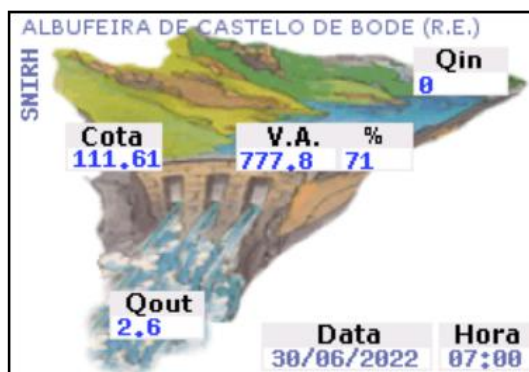 ALBUFEIRA DE CASTELO DE BODE (R.E.)
SNIRH
Qin
0
Cota V.A. %
111.61 777.8 71
Qout
2.6
Data Hora
30/06/2022 07:00